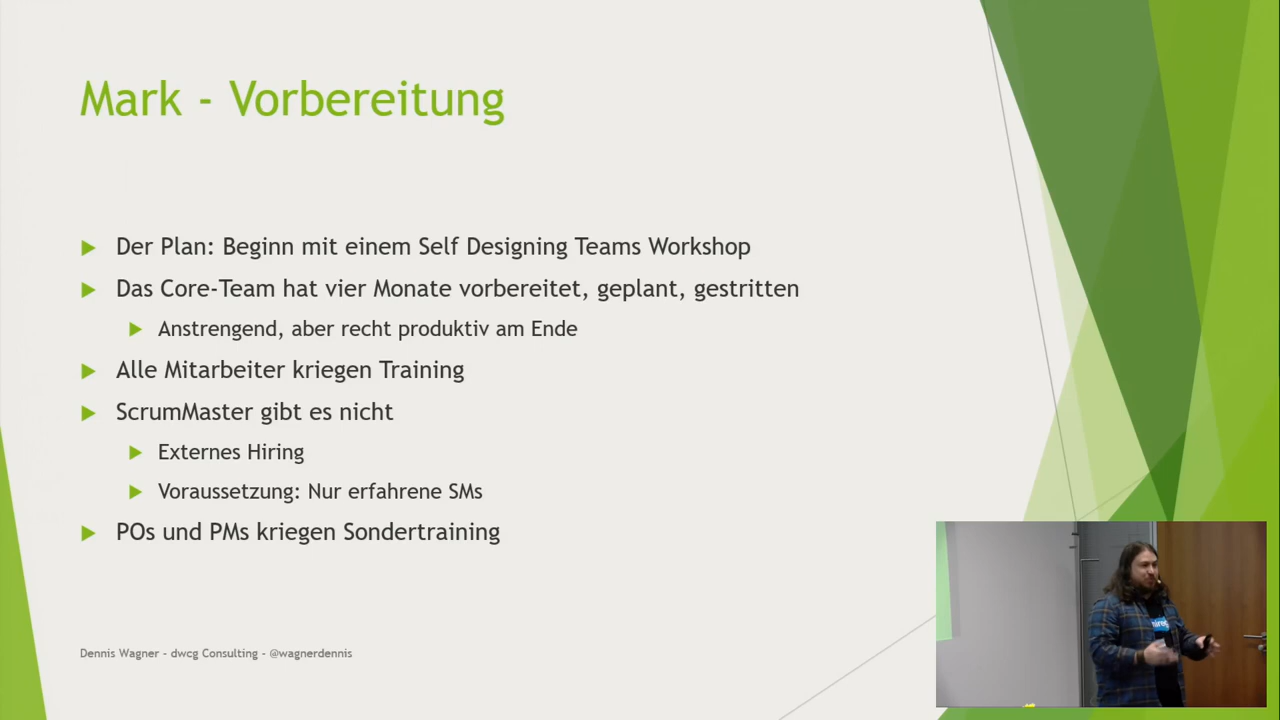 Mark - Vorbereitung
Der Plan: Beginn mit einem Self Designing Teams Workshop
Das Core-Team hat vier Monate vorbereitet, geplant, gestritten
Anstrengend, aber recht produktiv am Ende
Alle Mitarbeiter kriegen Training
ScrumMaster gibt es nicht
Externes Hiring
Voraussetzung: Nur erfahrene SMs
POs und PMs kriegen Sondertraining
Dennis Wagner - dwcg Consulting - @wagnerdennis